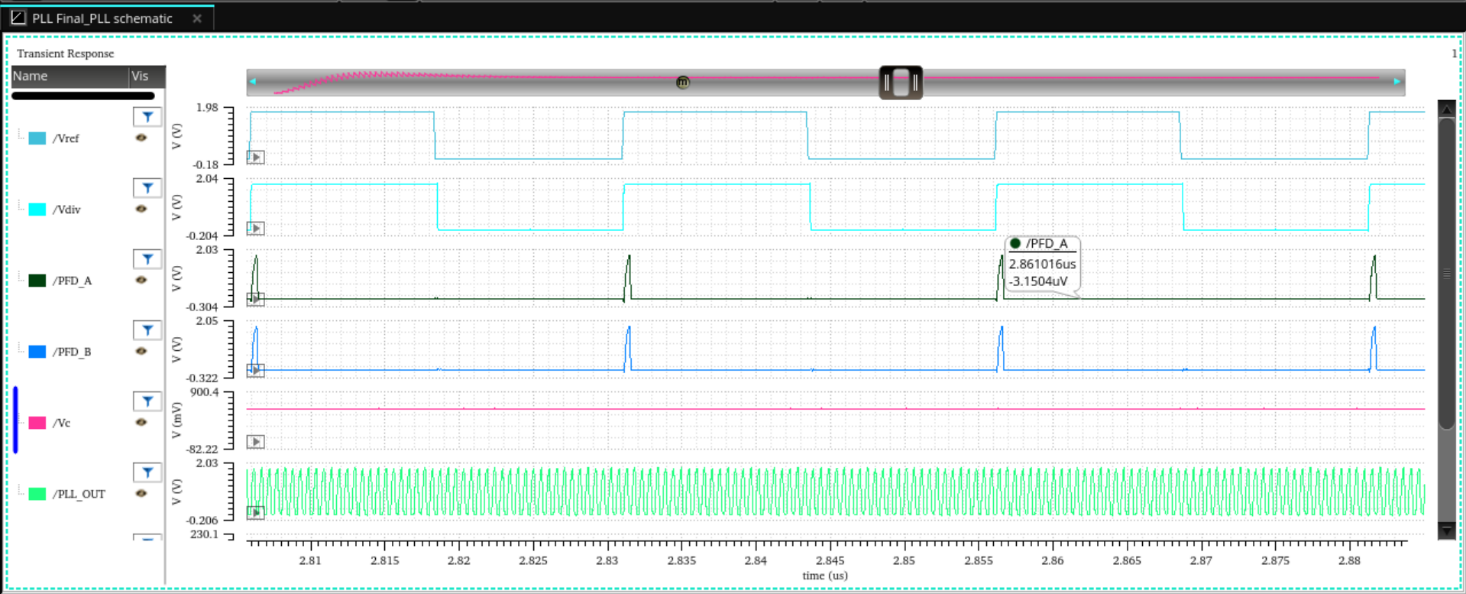 PLL Final_PLL schematic
Transient Response
1
Name Vis
/Vref
V (V)
1.98
-0.18
/Vdiv
V (V)
2.04
-0.204
/PFD_A
V (V)
2.03
-0.304
/PFD_A
2.861016us
-3.1504uV
/PFD_B
V (V)
2.05
-0.322
/Vc
V (mV)
900.4
-82.22
/PLL_OUT
V (V)
2.03
-0.206
230.1
2.81 2.815 2.82 2.825 2.83 2.835 2.84 2.845 2.85 2.855 2.86 2.865 2.87 2.875 2.88
time (us)